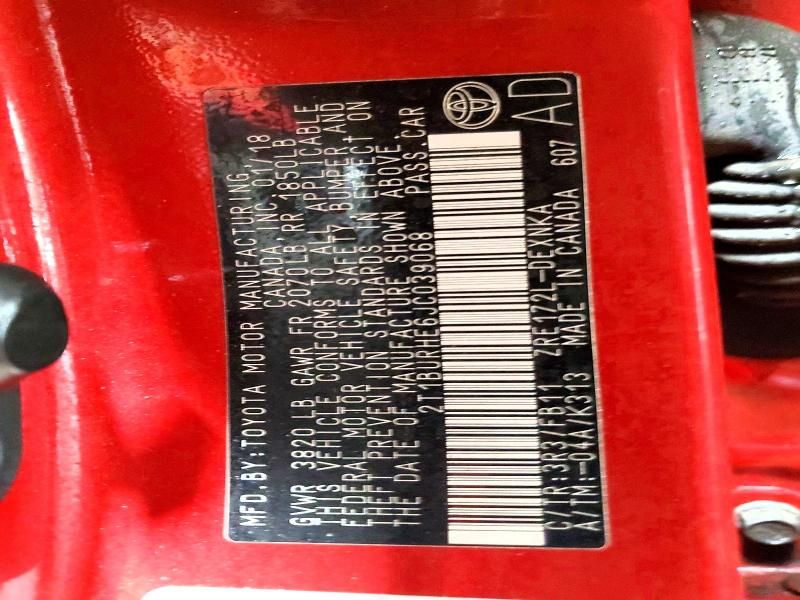 MFD.BY:TOYOTA MOTOR MANUFACTURING,
CANADA, INC. 01/18
GVWR 3820 LB GAWR FR 2070LB, RR 1850LB
THIS VEHICLE CONFORMS TO ALL APPLICABLE
FEDERAL MOTOR VEHICLE SAFETY, BUMPER AND
THEFT PREVENTION STANDARDS IN EFFECT ON
THE DATE OF MANUFACTURE SHOWN ABOVE.
2T1BURHE6JC039068 PASS.CAR
C/TR:3R3/FB11 ZRE172L-DEXNKA
A/TM:-04A/K313 MADE IN CANADA 607
AD